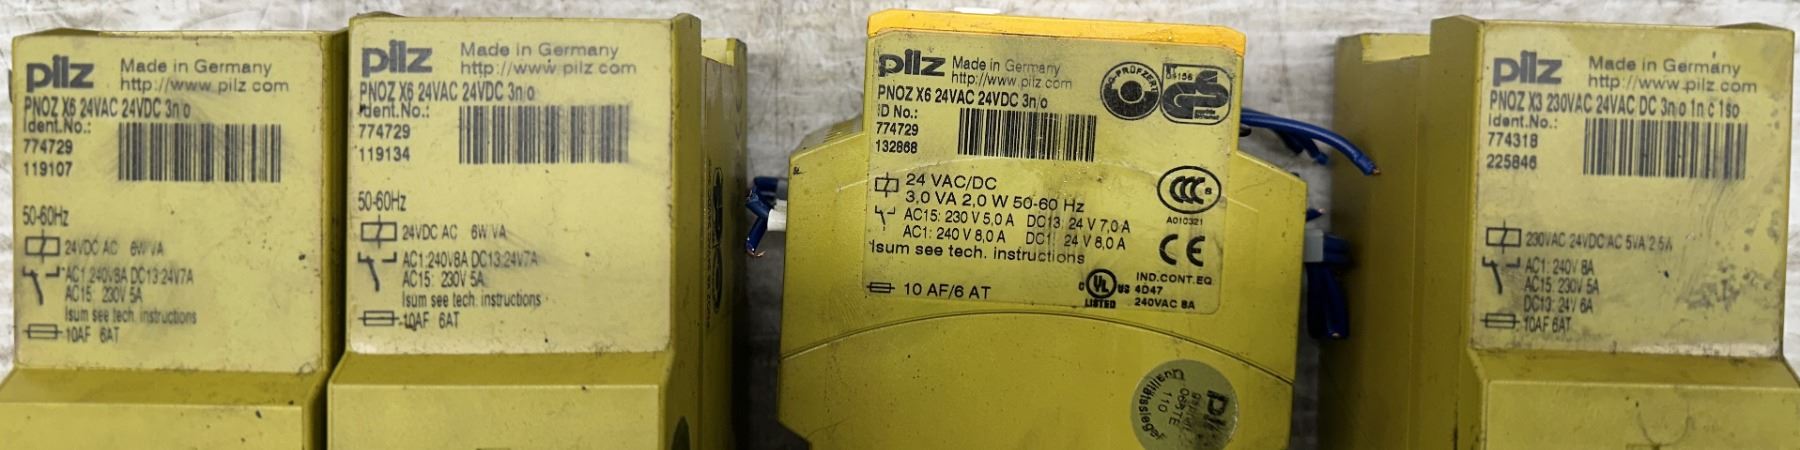 pilz Made in Germany
http://www.pilz.com
PNOZ X6 24VAC 24VDC 3n/o
Ident.No.:
774729
119107
50-60Hz
24VDC AC 6W VA
AC1:240V8A DC13:24V7A
AC15: 230V 5A
Isum see tech. instructions
10AF 6AT
pilz Made in Germany
http://www.pilz.com
PNOZ X6 24VAC 24VDC 3n/o
Ident.No.:
774729
119134
50-60Hz
24VDC AC 6W VA
AC1:240V8A DC13:24V7A
AC15: 230V 5A
Isum see tech. instructions
10AF 6AT
pilz Made in Germany
http://www.pilz.com
PNOZ X6 24VAC 24VDC 3n/o
ID No.:
774729
132868
24 VAC/DC
3,0 VA 2,0 W 50-60 Hz
AC15: 230 V 5,0 A DC13: 24 V 7,0 A
AC1: 240 V 8,0 A DC1: 24 V 8,0 A
Isum see tech. instructions
10 AF/6 AT
BG-PRÜFZERT
GS
CCC S
A010321
CE
C UL US
LISTED
IND.CONT.EQ
4D47
240VAC 8A
pilz Made in Germany
http://www.pilz.com
PNOZ X3 230VAC 24VAC DC 3n/o 1n/c 1so
Ident.No.:
774318
225846
230VAC 24VDC/AC 5VA 2,5W
AC1: 240V 8A
AC15: 230V 5A
DC13: 24V 6A
10AF 6AT